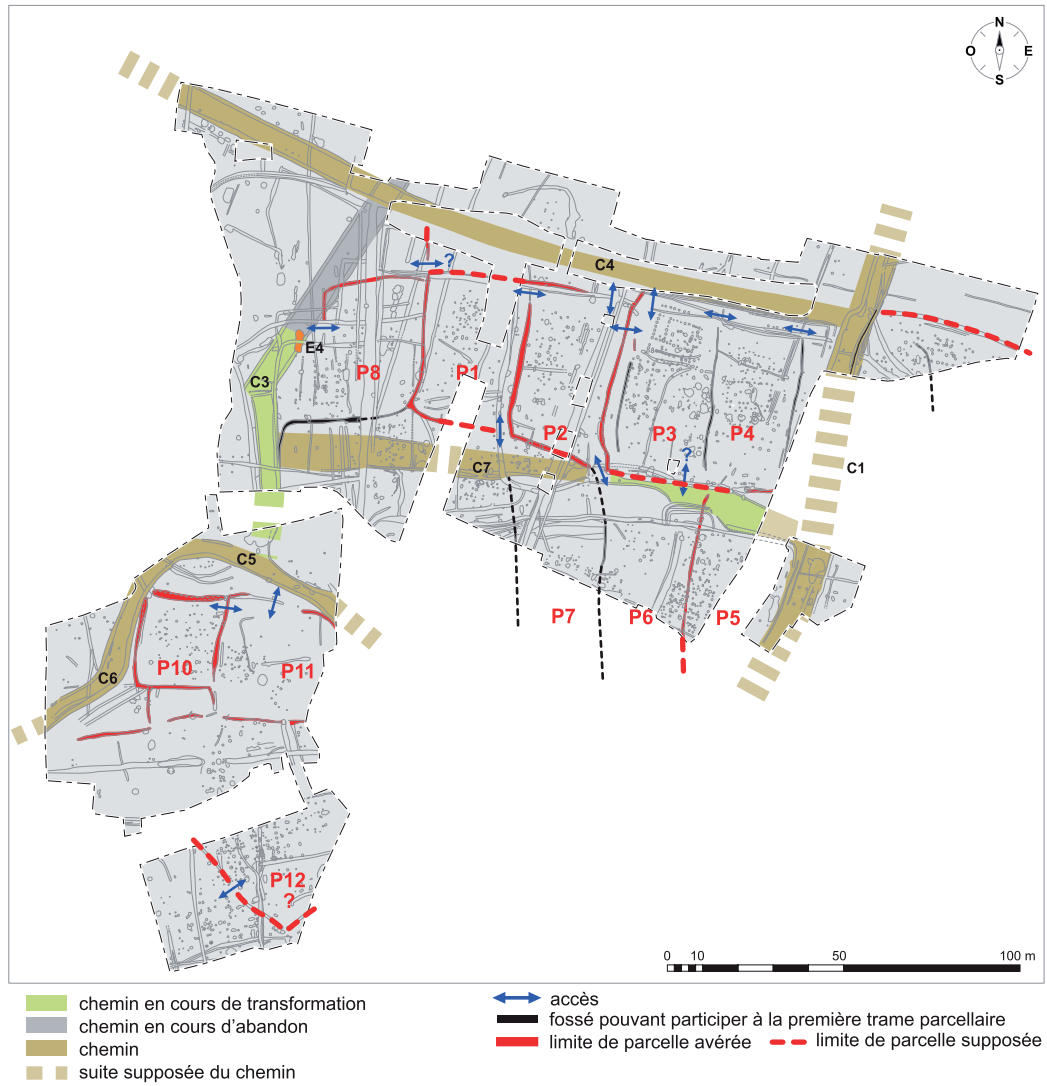 N
O E
S
C4
?
E4
C3
P8
P1
P2
P3
P4
?
C7
C1
C5
P7
P6
P5
P10
P11
C6
P12
?
0 10 50 100 m
chemin en cours de transformation
chemin en cours d'abandon
chemin
suite supposée du chemin
accès
fossé pouvant participer à la première trame parcellaire
limite de parcelle avérée
limite de parcelle supposée